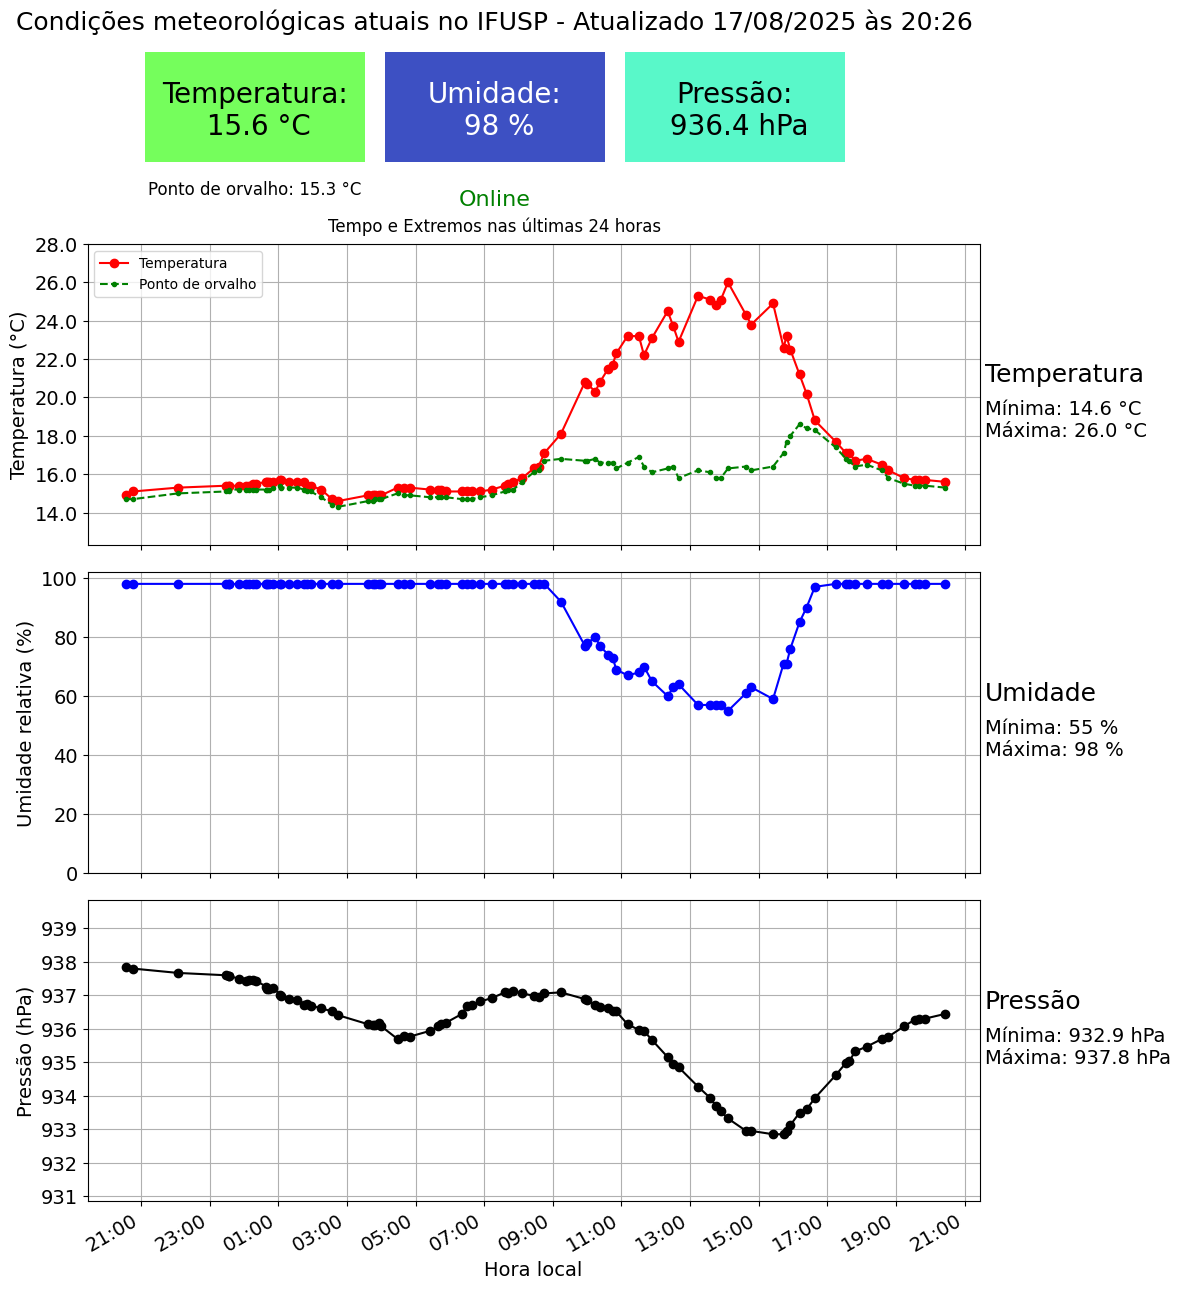 Condições meteorológicas atuais no IFUSP - Atualizado 17/08/2025 às 20:26
Temperatura:
15.6 °C
Umidade:
98 %
Pressão:
936.4 hPa
Ponto de orvalho: 15.3 °C
Online
Tempo e Extremos nas últimas 24 horas
Temperatura (°C)
28.0
26.0
24.0
22.0
20.0
18.0
16.0
14.0
Temperatura
Ponto de orvalho
Temperatura
Mínima: 14.6 °C
Máxima: 26.0 °C
Umidade relativa (%)
100
80
60
40
20
0
Umidade
Mínima: 55 %
Máxima: 98 %
Pressão (hPa)
939
938
937
936
935
934
933
932
931
Pressão
Mínima: 932.9 hPa
Máxima: 937.8 hPa
21:00 23:00 01:00 03:00 05:00 07:00 09:00 11:00 13:00 15:00 17:00 19:00 21:00
Hora local